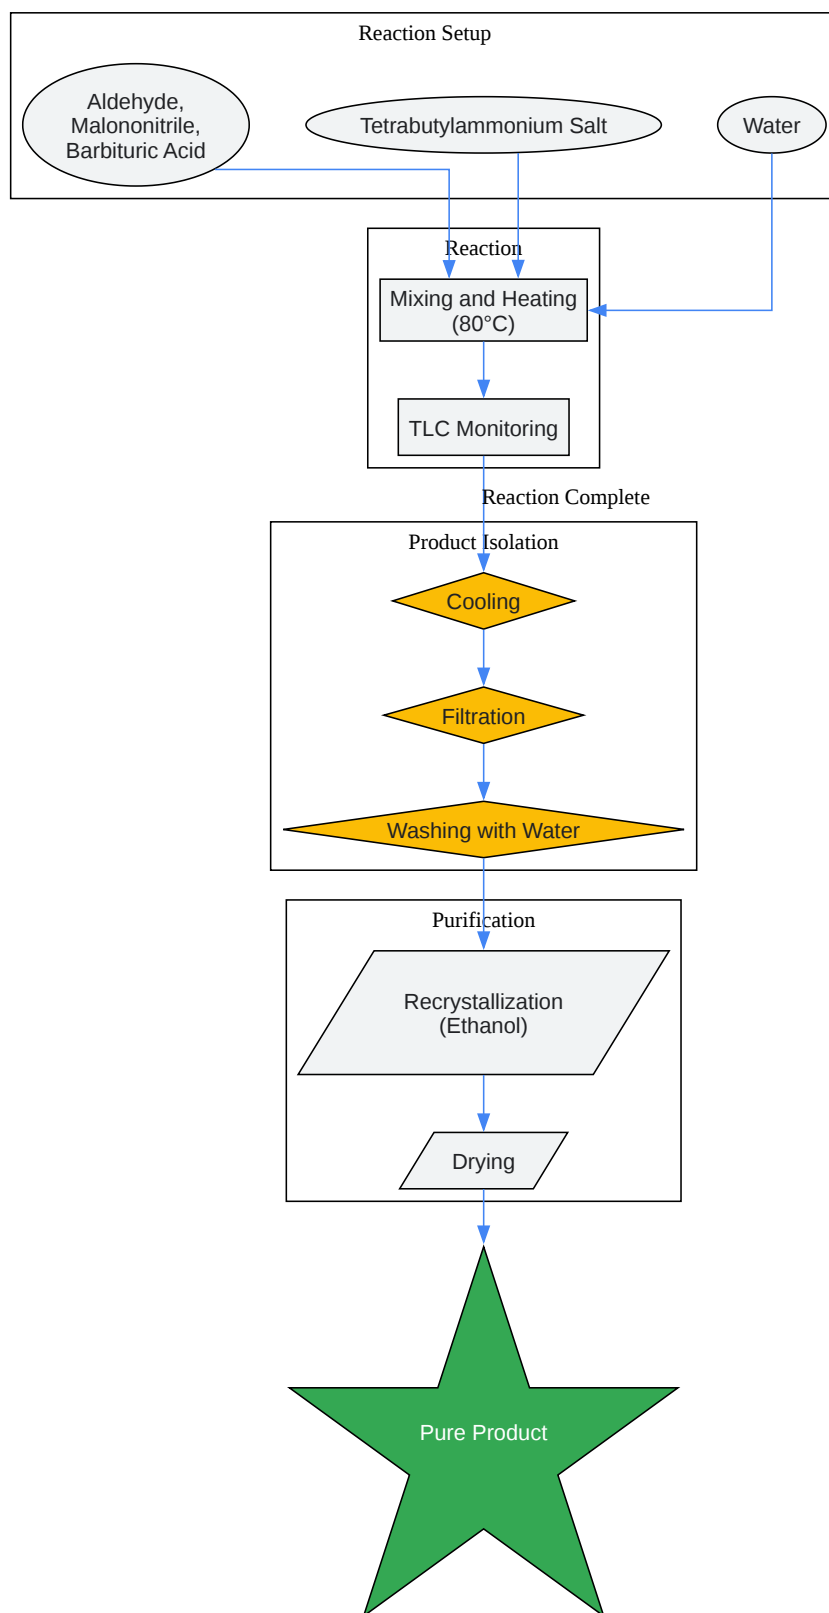 Reaction Setup
Aldehyde,
Malononitrile,
Barbituric Acid
Tetrabutylammonium Salt
Water
Reaction
Mixing and Heating
(80°C)
TLC Monitoring
Reaction Complete
Product Isolation
Cooling
Filtration
Washing with Water
Purification
Recrystallization
(Ethanol)
Drying
Pure Product